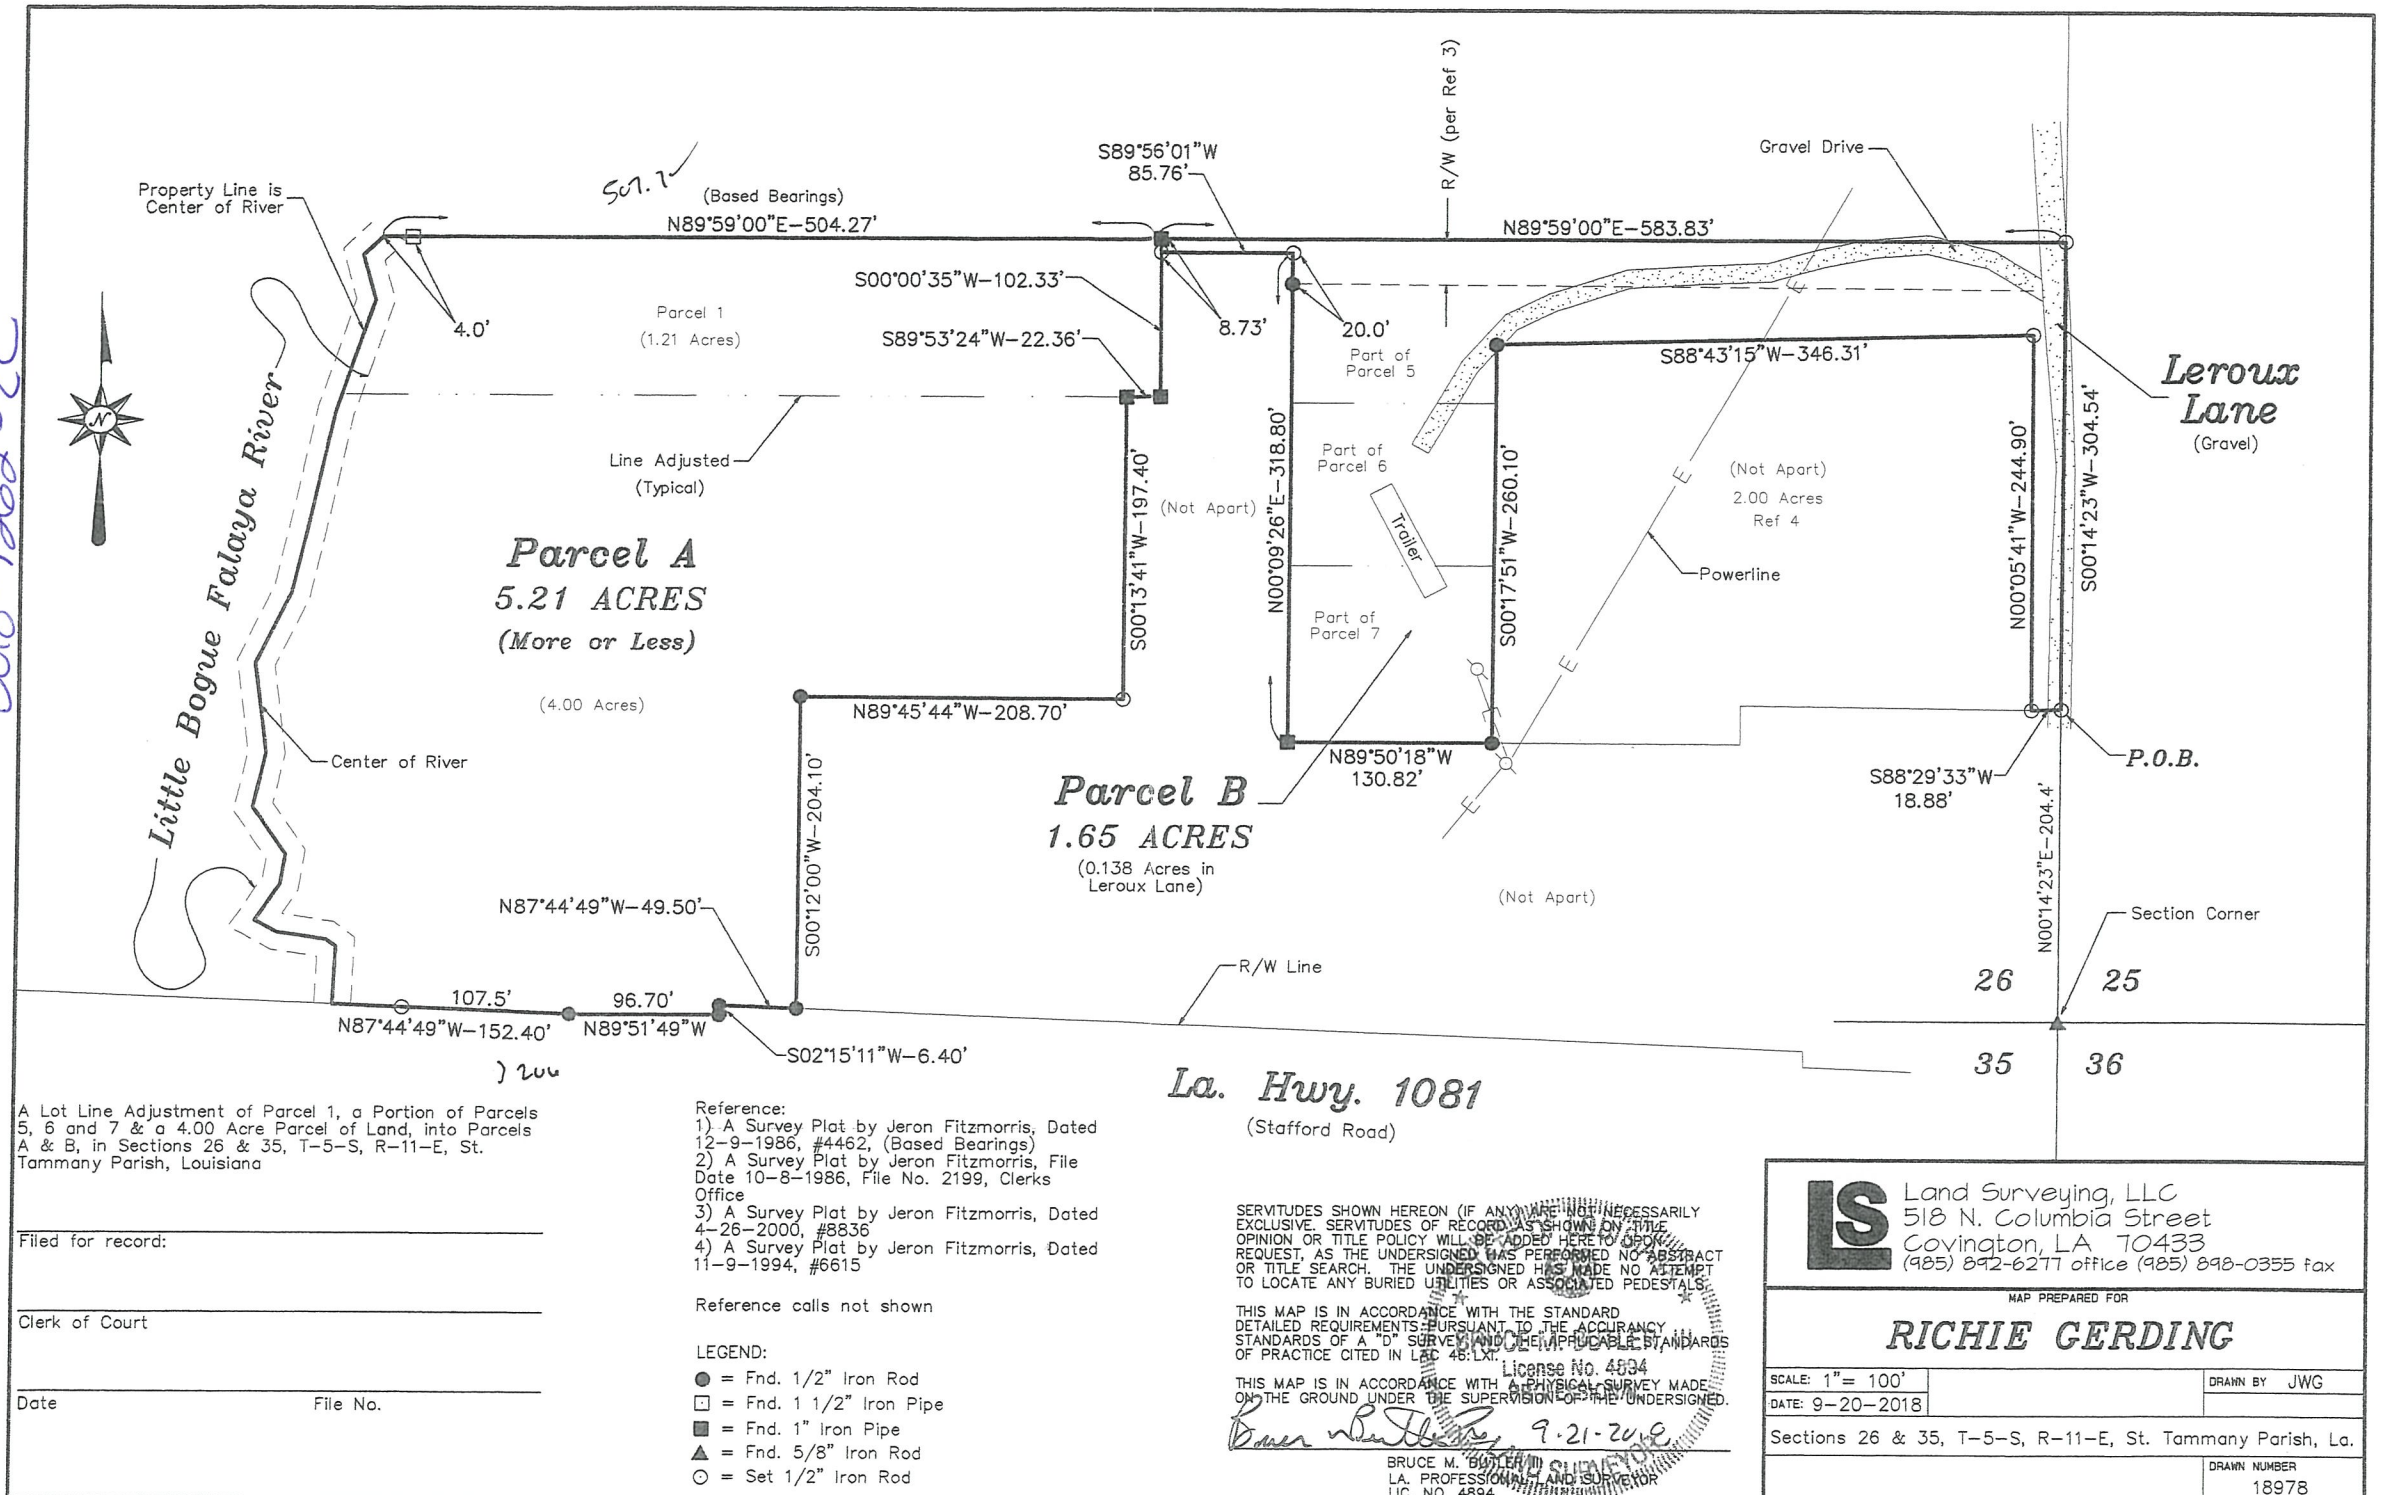 R/W (per Ref 3)
S89°56'01"W
85.76'
Gravel Drive
507.7
Property Line is
Center of River
(Based Bearings)
N89°59'00"E-504.27'
N89°59'00"E-583.83'
S00°00'35"W-102.33'
Parcel 1
(1.21 Acres)
4.0'
8.73'
20.0'
S89°53'24"W-22.36'
Part of
Parcel 5
S88°43'15"W-346.31'
Leroux
Lane
(Gravel)
N
Line Adjusted
(Typical)
S00°13'41"W-197.40'
(Not Apart)
N00°09'26"E-318.80'
Part of
Parcel 6
Trailer
S00°17'51"W-260.10'
(Not Apart)
2.00 Acres
Ref 4
N00°05'41"W-244.90'
S00°14'23"W-304.54'
Little Bogue Falaya River
Parcel A
5.21 ACRES
(More or Less)
E
E
E
E
Powerline
Part of
Parcel 7
(4.00 Acres)
N89°45'44"W-208.70'
Center of River
N89°50'18"W
130.82'
P.O.B.
S88°29'33"W
18.88'
Parcel B
1.65 ACRES
(0.138 Acres in
Leroux Lane)
S00°12'00"W-204.10'
N87°44'49"W-49.50'
(Not Apart)
N00°14'23"E-204.4'
Section Corner
R/W Line
26 25
35 36
107.5'
96.70'
N87°44'49"W-152.40'
N89°51'49"W
S02°15'11"W-6.40'
La. Hwy. 1081
(Stafford Road)
A Lot Line Adjustment of Parcel 1, a Portion of Parcels
5, 6 and 7 & a 4.00 Acre Parcel of Land, into Parcels
A & B, in Sections 26 & 35, T-5-S, R-11-E, St.
Tammany Parish, Louisiana
Filed for record:
Clerk of Court
Date File No.
Reference:
1) A Survey Plat by Jeron Fitzmorris, Dated
12-9-1986, #4462, (Based Bearings)
2) A Survey Plat by Jeron Fitzmorris, File
Date 10-8-1986, File No. 2199, Clerks
Office
3) A Survey Plat by Jeron Fitzmorris, Dated
4-26-2000, #8836
4) A Survey Plat by Jeron Fitzmorris, Dated
11-9-1994, #6615
Reference calls not shown
LEGEND:
= Fnd. 1/2" Iron Rod
= Fnd. 1 1/2" Iron Pipe
= Fnd. 1" Iron Pipe
= Fnd. 5/8" Iron Rod
= Set 1/2" Iron Rod
SERVITUDES SHOWN HEREON (IF ANY) ARE NOT NECESSARILY
EXCLUSIVE. SERVITUDES OF RECORD AS SHOWN ON TITLE
OPINION OR TITLE POLICY WILL BE ADDED HERETO UPON
REQUEST, AS THE UNDERSIGNED HAS PERFORMED NO ABSTRACT
OR TITLE SEARCH. THE UNDERSIGNED HAS MADE NO ATTEMPT
TO LOCATE ANY BURIED UTILITIES OR ASSOCIATED PEDESTALS.
THIS MAP IS IN ACCORDANCE WITH THE STANDARD
DETAILED REQUIREMENTS PURSUANT TO THE ACCURANCY
STANDARDS OF A "D" SURVEY AND THE APPLICABLE STANDARDS
OF PRACTICE CITED IN LAC 46:LXI.
THIS MAP IS IN ACCORDANCE WITH A PHYSICAL SURVEY MADE
ON THE GROUND UNDER THE SUPERVISION OF THE UNDERSIGNED.
BRUCE M. BUTLER, III
License No. 4894
PROFESSIONAL
LAND SURVEYOR
9-21-2018
BRUCE M. BUTLER III
LA. PROFESSIONAL LAND SURVEYOR
LIC. NO. 4894
LS
Land Surveying, LLC
518 N. Columbia Street
Covington, LA 70433
(985) 892-6277 office (985) 898-0355 fax
MAP PREPARED FOR
RICHIE GERDING
SCALE: 1"= 100'
DRAWN BY JWG
DATE: 9-20-2018
Sections 26 & 35, T-5-S, R-11-E, St. Tammany Parish, La.
DRAWN NUMBER
18978